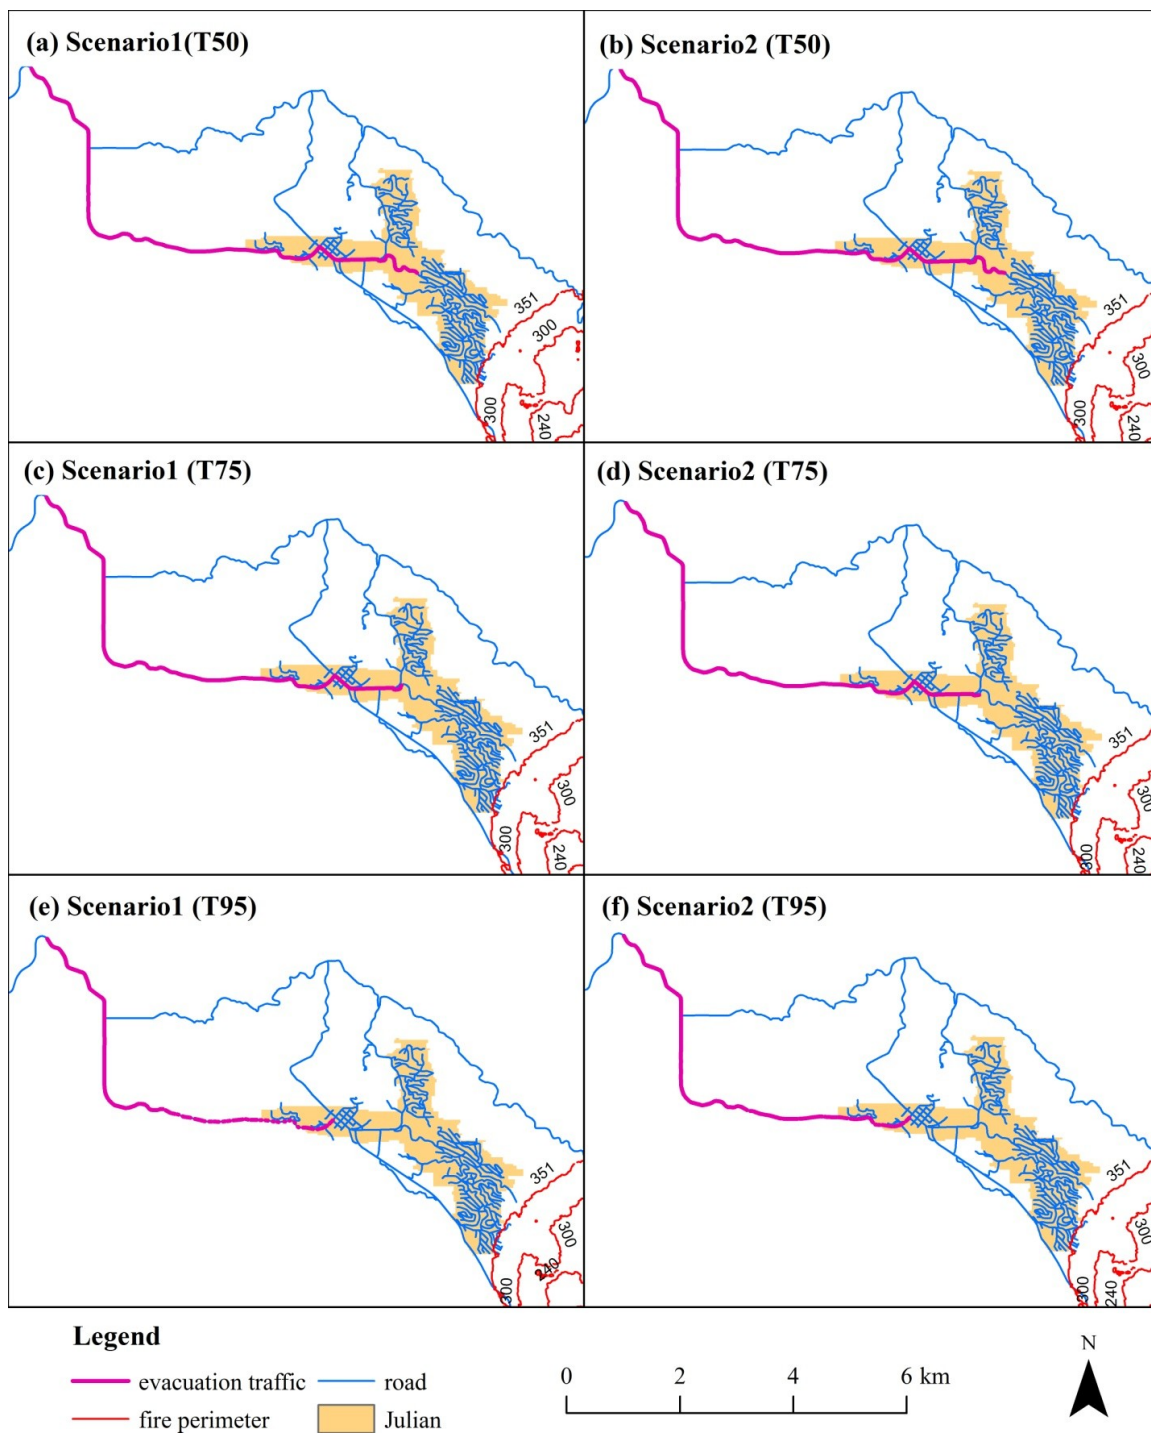 (a) Scenario1(T50)
351
300
300
240
(b) Scenario2 (T50)
351
300
300
240
(c) Scenario1 (T75)
351
300
300
240
(d) Scenario2 (T75)
351
300
300
240
(e) Scenario1 (T95)
351
300
240
300
(f) Scenario2 (T95)
351
300
300
240
Legend
evacuation traffic
road
fire perimeter
Julian
0 2 4 6 km
N